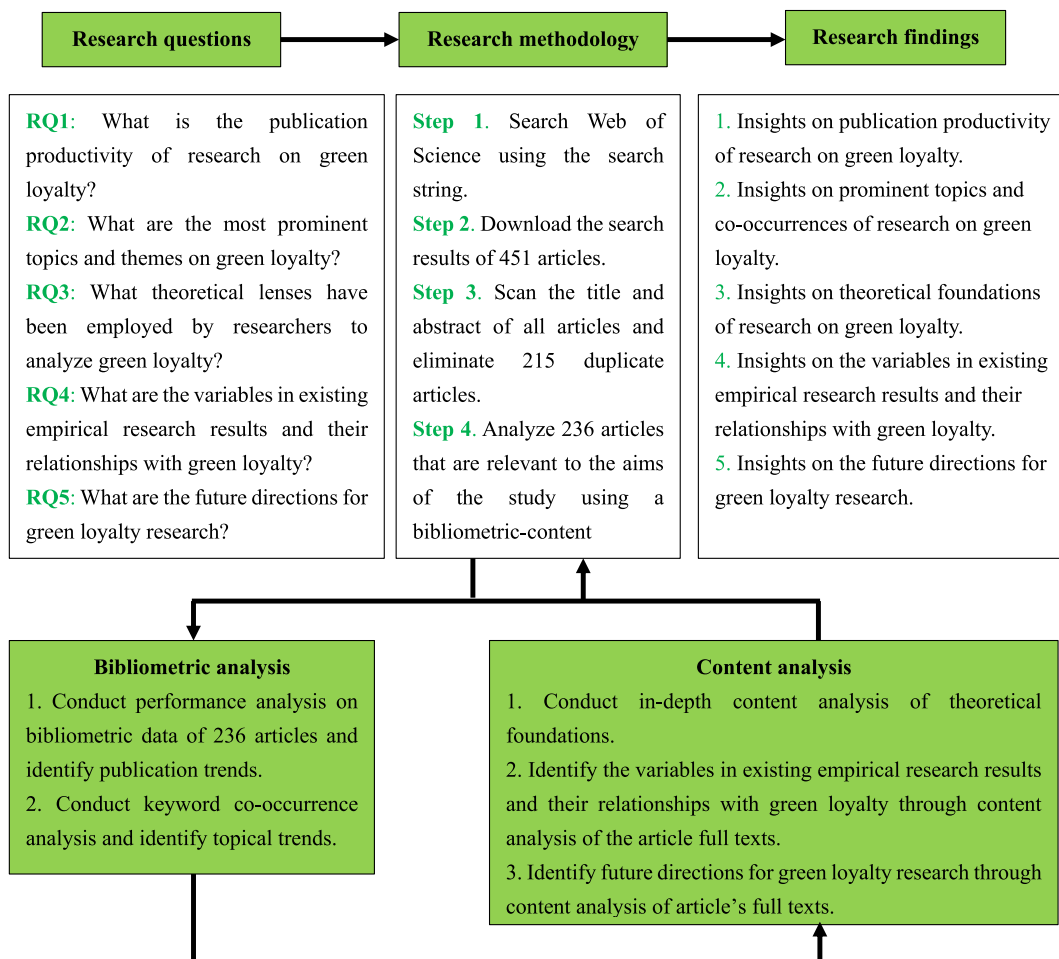 Research questions
Research methodology
Research findings
RQ1: What is the publication
productivity of research on green
loyalty?
RQ2: What are the most prominent
topics and themes on green loyalty?
RQ3: What theoretical lenses have
been employed by researchers to
analyze green loyalty?
RQ4: What are the variables in existing
empirical research results and their
relationships with green loyalty?
RQ5: What are the future directions for
green loyalty research?
Step 1. Search Web of
Science using the search
string.
Step 2. Download the search
results of 451 articles.
Step 3. Scan the title and
abstract of all articles and
eliminate 215 duplicate
articles.
Step 4. Analyze 236 articles
that are relevant to the aims
of the study using a
bibliometric-content
1. Insights on publication productivity
of research on green loyalty.
2. Insights on prominent topics and
co-occurrences of research on green
loyalty.
3. Insights on theoretical foundations
of research on green loyalty.
4. Insights on the variables in existing
empirical research results and their
relationships with green loyalty.
5. Insights on the future directions for
green loyalty research.
Bibliometric analysis
1. Conduct performance analysis on
bibliometric data of 236 articles and
identify publication trends.
2. Conduct keyword co-occurrence
analysis and identify topical trends.
Content analysis
1. Conduct in-depth content analysis of theoretical
foundations.
2. Identify the variables in existing empirical research results
and their relationships with green loyalty through content
analysis of the article full texts.
3. Identify future directions for green loyalty research through
content analysis of article's full texts.